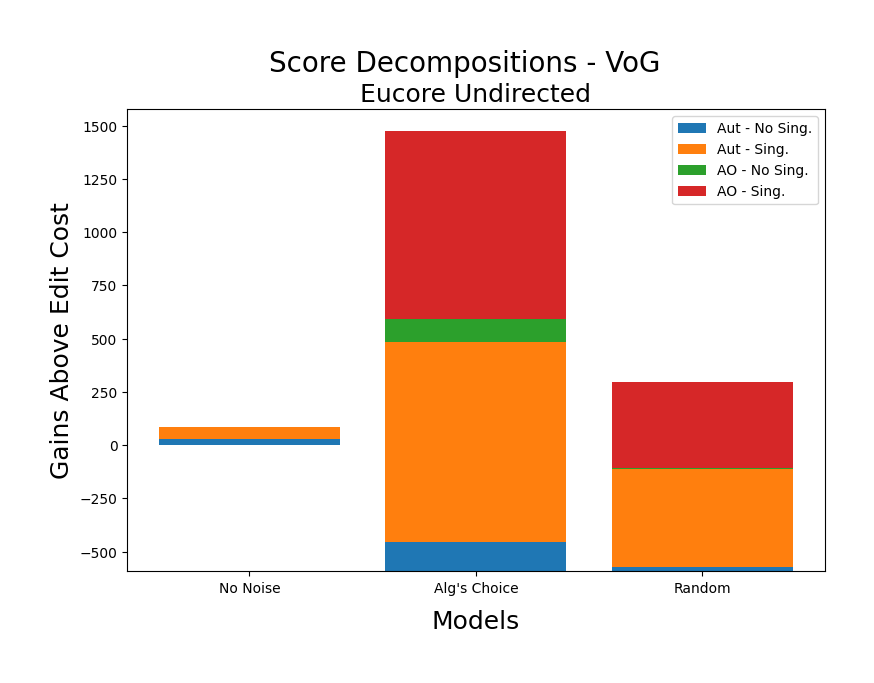 Score Decompositions - VoG
Eucore Undirected
Aut - No Sing.
Aut - Sing.
AO - No Sing.
AO - Sing.
Gains Above Edit Cost
1500
1250
1000
750
500
250
0
−250
−500
No Noise
Alg's Choice
Random
Models